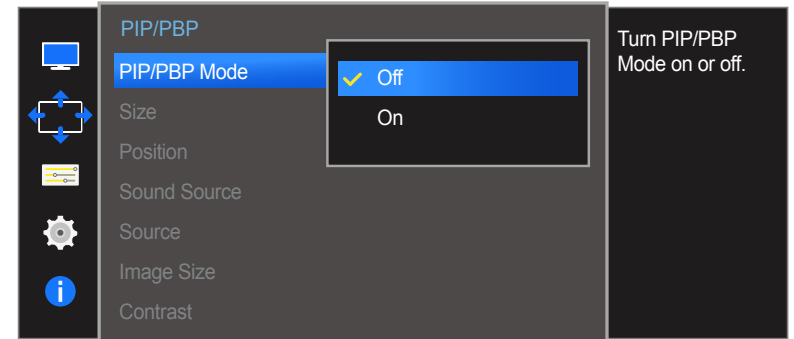 PIP/PBP
PIP/PBP Mode
Off
On
Size
Position
Sound Source
Source
Image Size
Contrast
Turn PIP/PBP
Mode on or off.
i